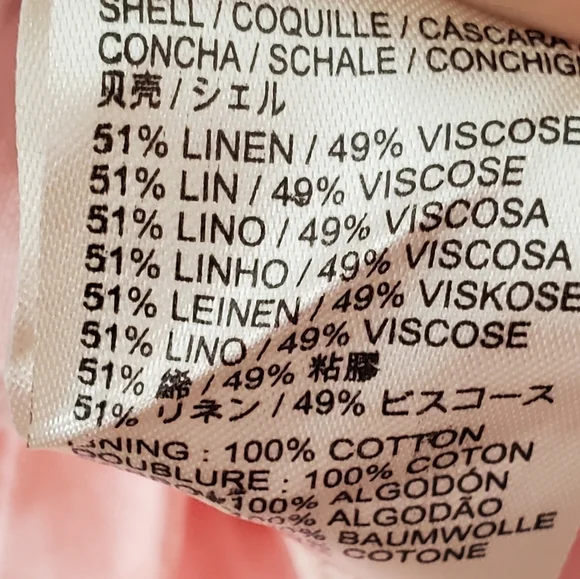 SHELL / COQUILLE / CÁSCARA
CONCHA / SCHALE / CONCHIG
贝壳 / シェル
51% LINEN / 49% VISCOSE
51% LIN / 49% VISCOSE
51% LINO / 49% VISCOSA
51% LINHO / 49% VISCOSA
51% LEINEN / 49% VISKOSE
51% LINO / 49% VISCOSE
51% / 49% 粘膠
51% リネン / 49% ビスコース
LINING : 100% COTTON
DOUBLURE : 100% COTON
100% ALGODÓN
100% ALGODÃO
BAUMWOLLE
COTONE